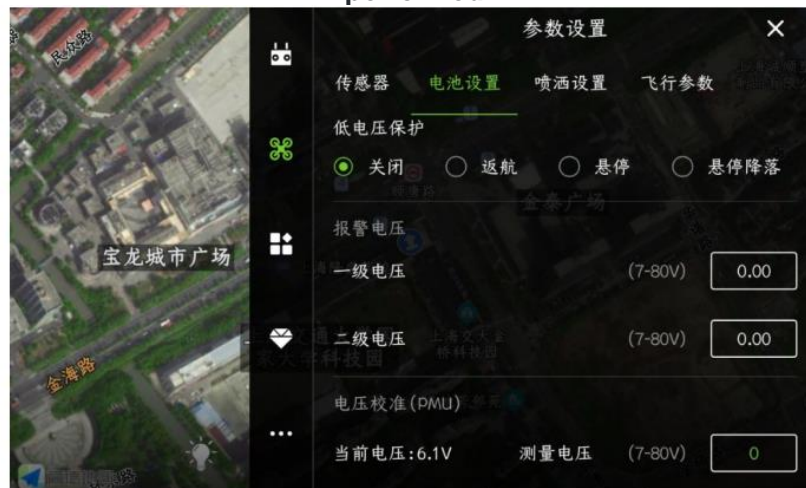 民众路
参数设置
传感器 电池设置 喷洒设置 飞行参数
低电压保护
关闭 返航 悬停 悬停降落
金泰广场
报警电压
宝龙城市广场
一级电压 (7-80V) 0.00
二级电压 (7-80V) 0.00
金海路
电压校准(PMU)
当前电压:6.1V 测量电压 (7-80V) 0